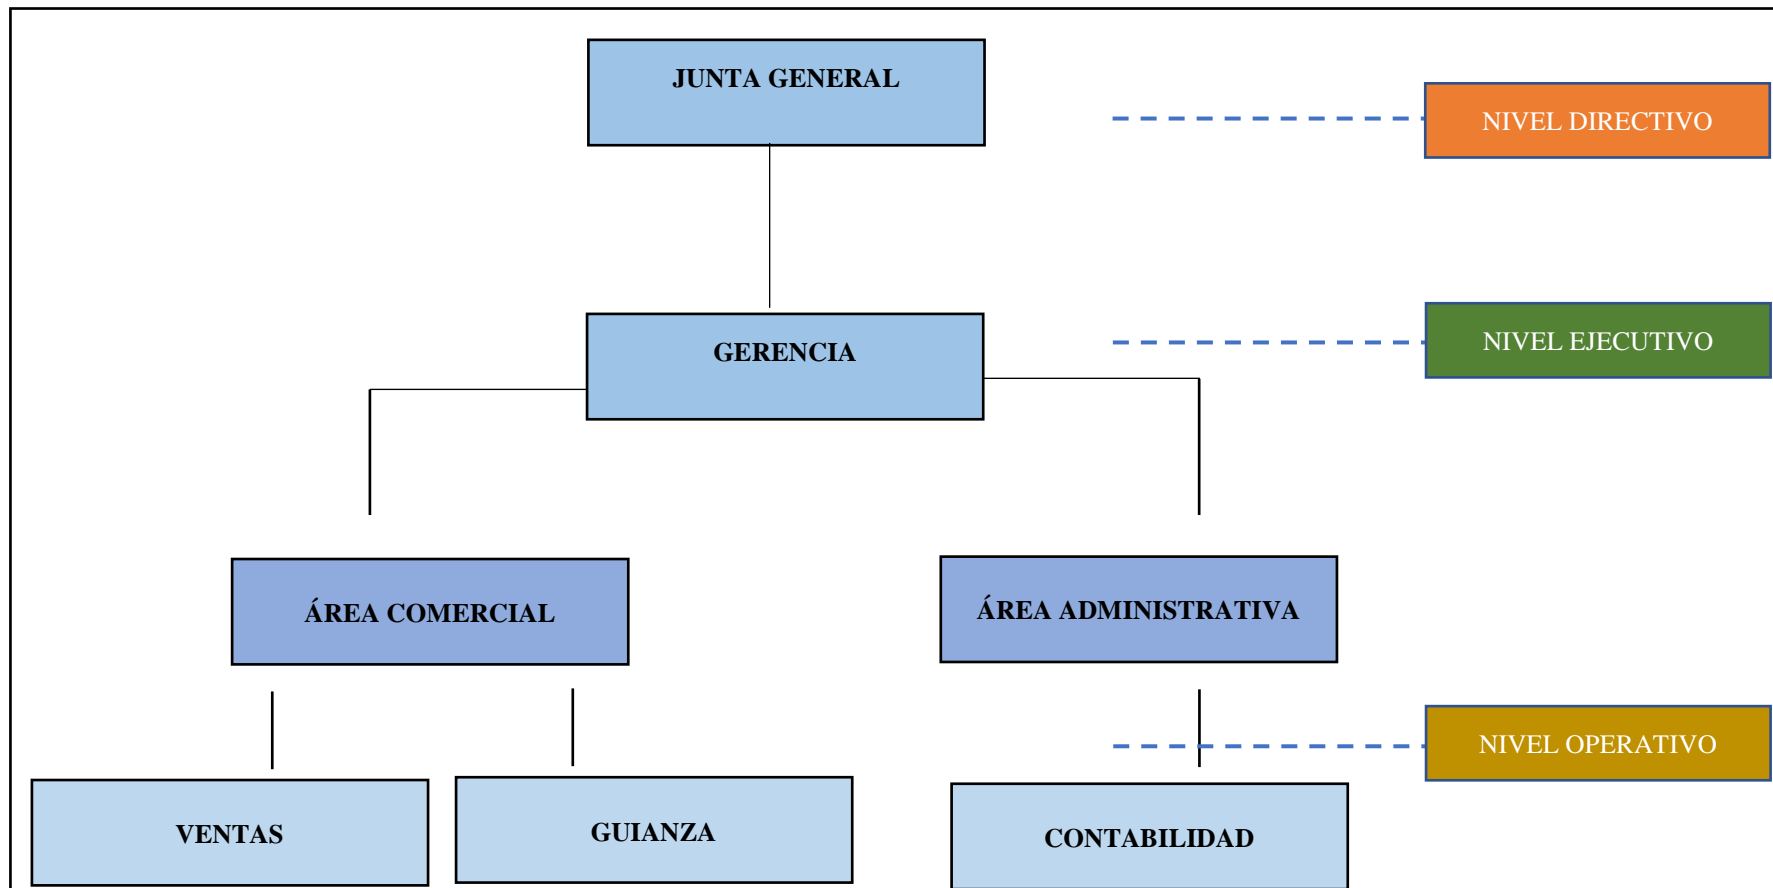 JUNTA GENERAL
NIVEL DIRECTIVO
GERENCIA
NIVEL EJECUTIVO
ÁREA COMERCIAL
ÁREA ADMINISTRATIVA
NIVEL OPERATIVO
VENTAS
GUIANZA
CONTABILIDAD